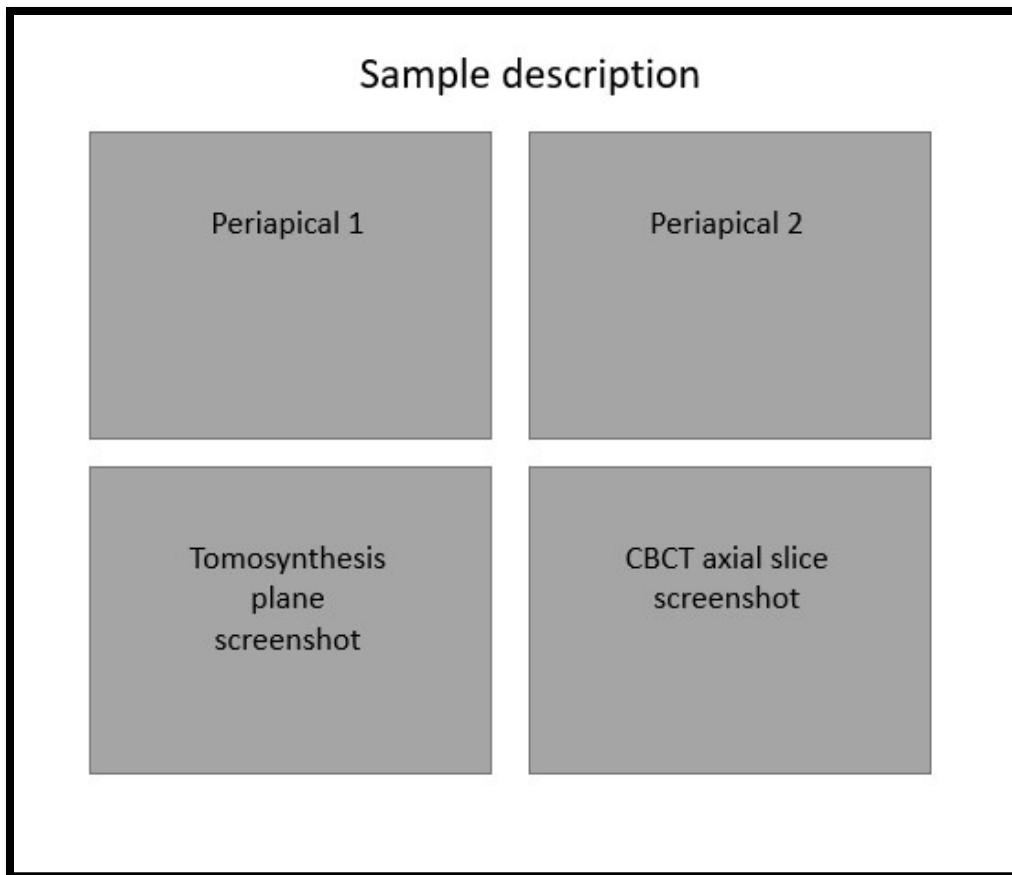 Sample description
Periapical 1
Periapical 2
Tomosynthesis
plane
screenshot
CBCT axial slice
screenshot